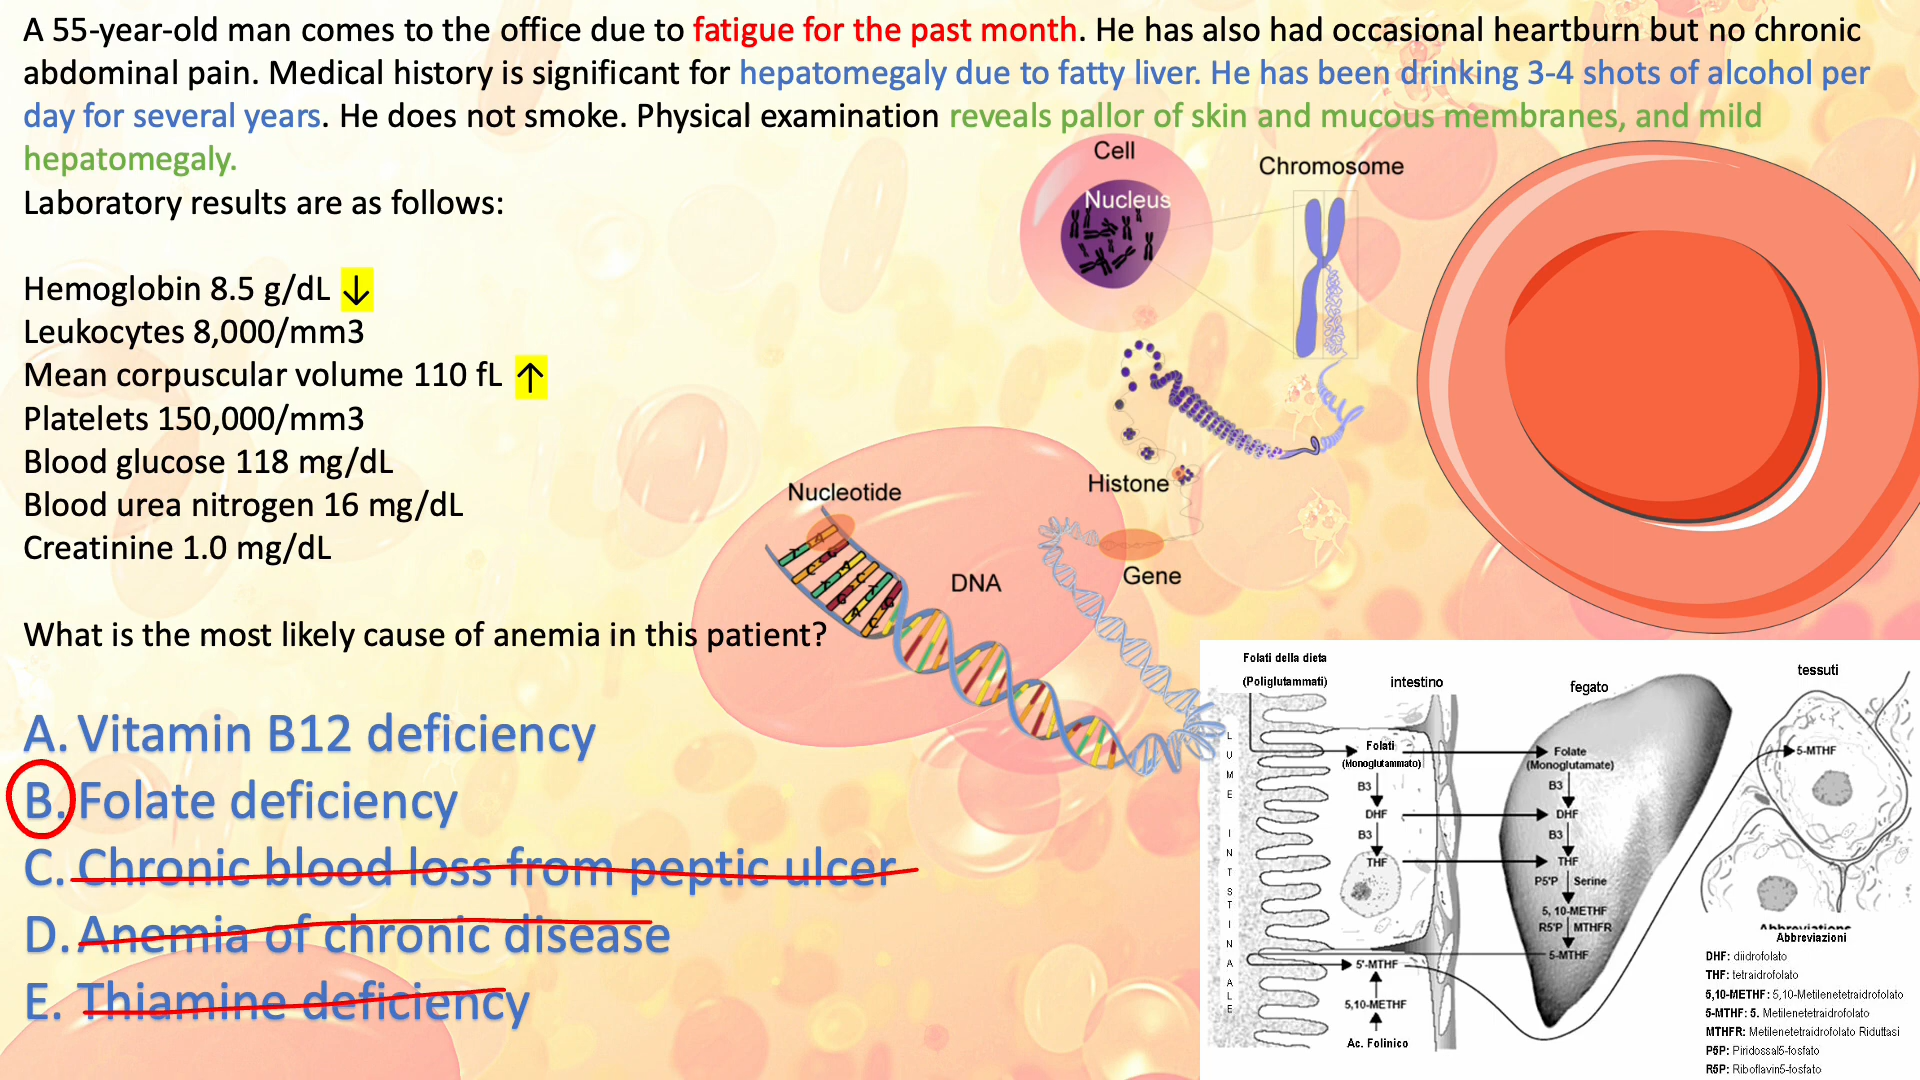 A 55-year-old man comes to the office due to fatigue for the past month. He has also had occasional heartburn but no chronic
abdominal pain. Medical history is significant for hepatomegaly due to fatty liver. He has been drinking 3-4 shots of alcohol per
day for several years. He does not smoke. Physical examination reveals pallor of skin and mucous membranes, and mild
hepatomegaly.
Laboratory results are as follows:
Hemoglobin 8.5 g/dL ↓
Leukocytes 8,000/mm3
Mean corpuscular volume 110 fL ↑
Platelets 150,000/mm3
Blood glucose 118 mg/dL
Blood urea nitrogen 16 mg/dL
Creatinine 1.0 mg/dL
What is the most likely cause of anemia in this patient?
A. Vitamin B12 deficiency
B. Folate deficiency
C. Chronic blood loss from peptic ulcer
D. Anemia of chronic disease
E. Thiamine deficiency
Cell
Nucleus
Chromosome
Nucleotide
Histone
DNA
Gene
Folati della dieta
(Poliglutammati)
intestino
fegato
tessuti
LUME INTSTINAALE
Folati
(Monoglutammato)
B3
DHF
B3
THF
5'-MTHF
5,10-METHF
Ac. Folinico
Folate
(Monoglutamate)
B3
DHF
B3
THF
P5'P Serine
5, 10-METHF
R5'P MTHFR
5-MTHF
5-MTHF
Abbreviations
Abbreviazioni
DHF: diidrofolato
THF: tetraidrofolato
5,10-METHF: 5,10-Metilenetetraidrofolato
5-MTHF: 5. Metilenetetraidrofolato
MTHFR: Metilenetetraidrofolato Riduttasi
P5P: Piridossal5-fosfato
R5P: Riboflavin5-fosfato